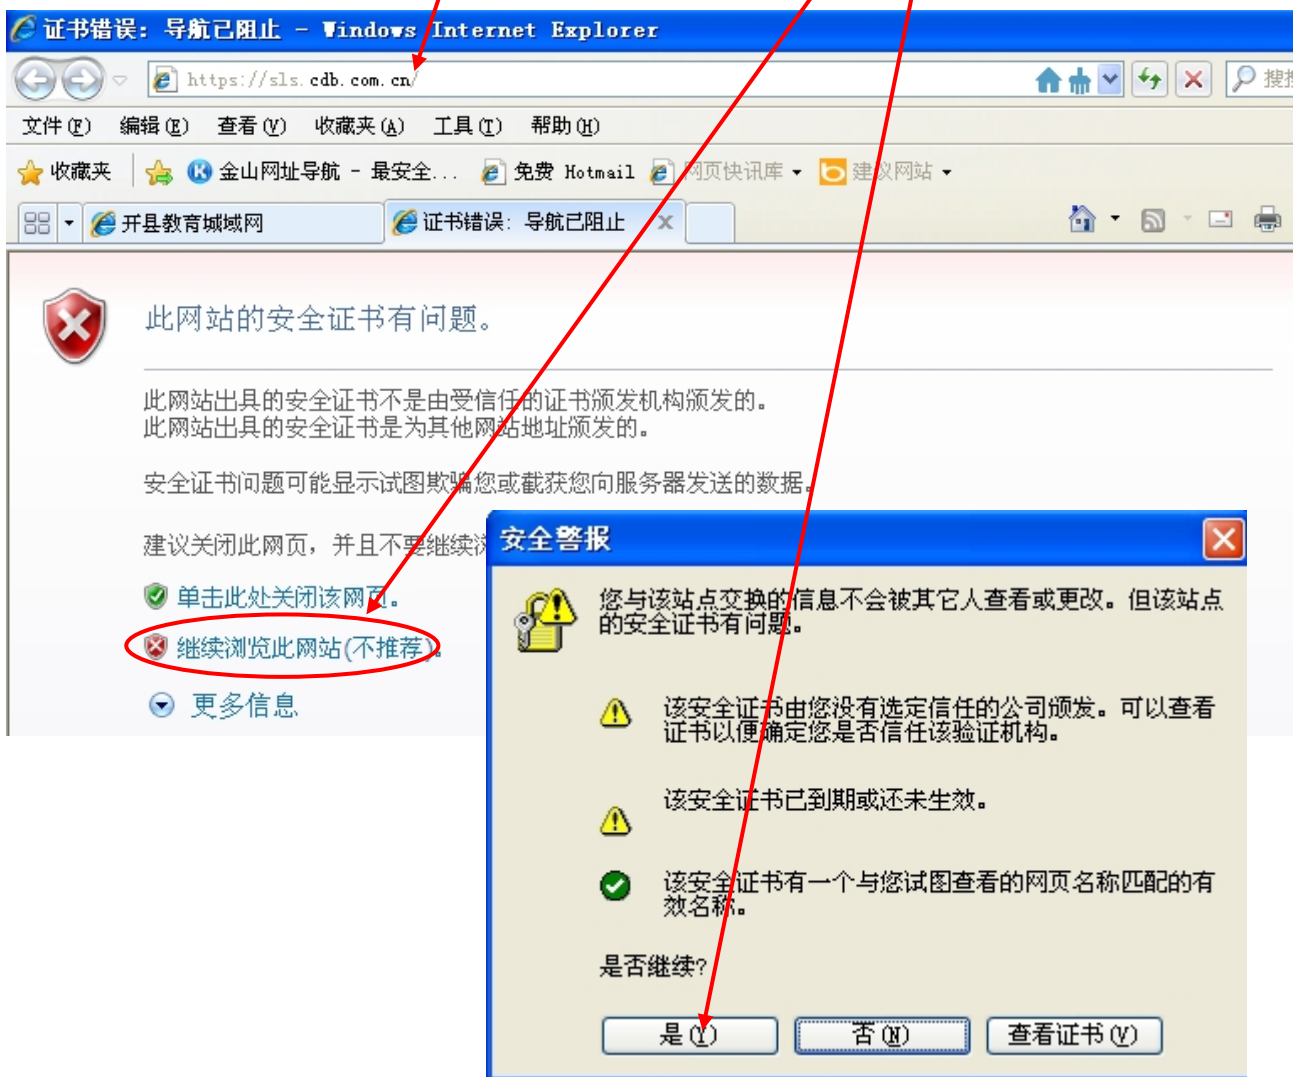 证书错误: 导航已阻止 - Windows Internet Explorer
https://sls.cdb.com.cn/
文件(F) 编辑(E) 查看(V) 收藏夹(A) 工具(T) 帮助(H)
收藏夹 金山网址导航 - 最安全... 免费 Hotmail 网页快讯库 建议网站
开县教育城域网 证书错误: 导航已阻止
此网站的安全证书有问题。
此网站出具的安全证书不是由受信任的证书颁发机构颁发的。
此网站出具的安全证书是为其他网站地址颁发的。
安全证书问题可能显示试图欺骗您或截获您向服务器发送的数据。
建议关闭此网页，并且不要继续
单击此处关闭该网页。
继续浏览此网站(不推荐)。
更多信息
安全警报
您与该站点交换的信息不会被其它人查看或更改。但该站点
的安全证书有问题。
该安全证书由您没有选定信任的公司颁发。可以查看
证书以便确定您是否信任该验证机构。
该安全证书已到期或还未生效。
该安全证书有一个与您试图查看的网页名称匹配的有
效名称。
是否继续?
是(Y) 否(N) 查看证书(V)